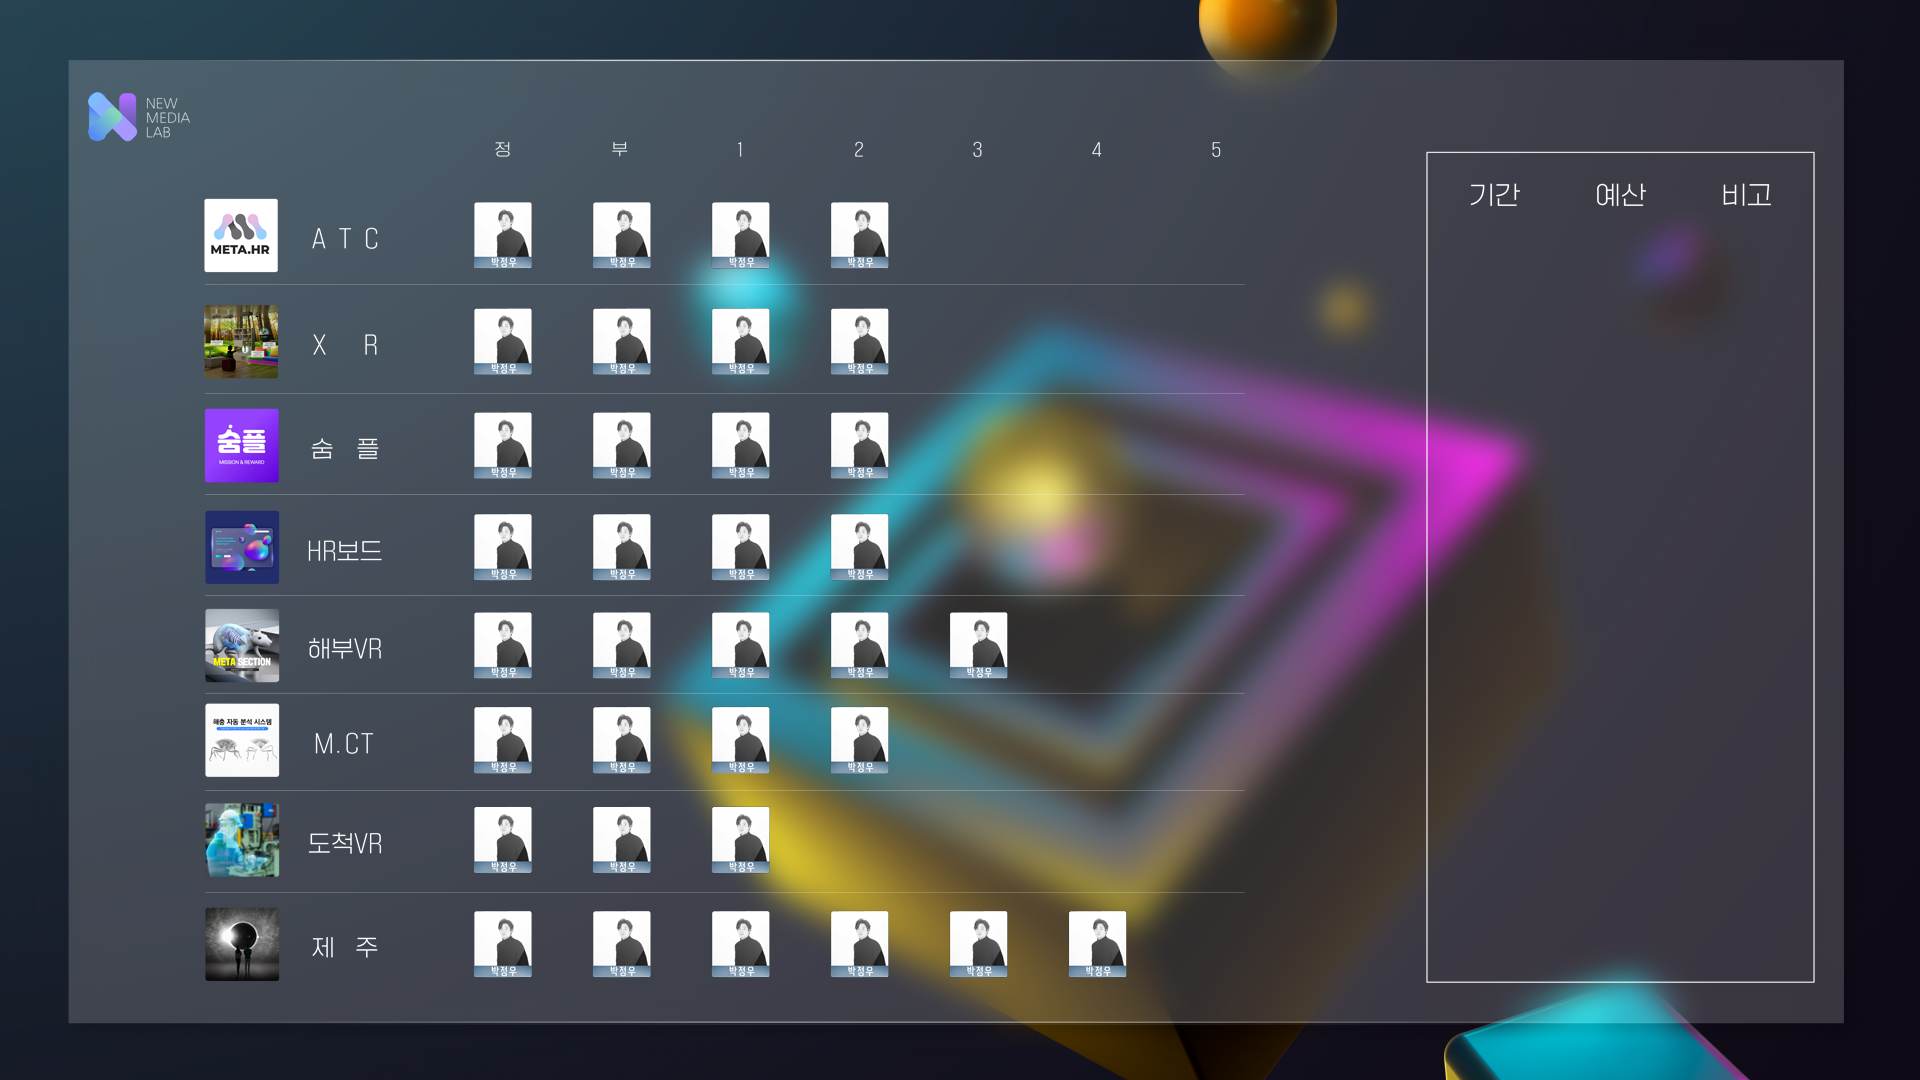 NEW
MEDIA
LAB
정 부 1 2 3 4 5
기간 예산 비고
META.HR
A T C
박정우 박정우 박정우 박정우
X R
박정우 박정우 박정우 박정우
숨플
MISSION & REWARD
숨 플
박정우 박정우 박정우 박정우
HR보드
박정우 박정우 박정우 박정우
META SECTION
해부VR
박정우 박정우 박정우 박정우 박정우
해충 자동 분석 시스템
M.CT
박정우 박정우 박정우 박정우
도척VR
박정우 박정우 박정우
제 주
박정우 박정우 박정우 박정우 박정우 박정우